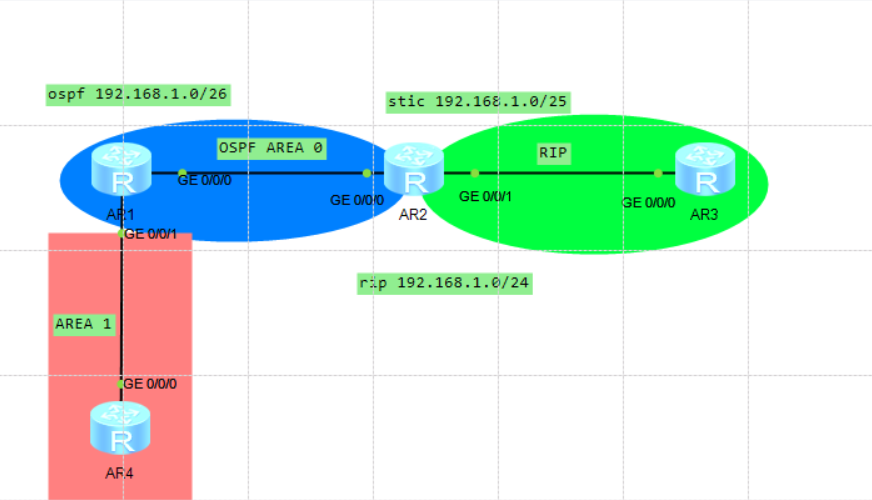 ospf 192.168.1.0/26
stic 192.168.1.0/25
OSPF AREA 0
RIP
R
R
R
GE 0/0/0
GE 0/0/0
GE 0/0/1
GE 0/0/0
AR1
AR2
AR3
GE 0/0/1
rip 192.168.1.0/24
AREA 1
GE 0/0/0
R
AR4